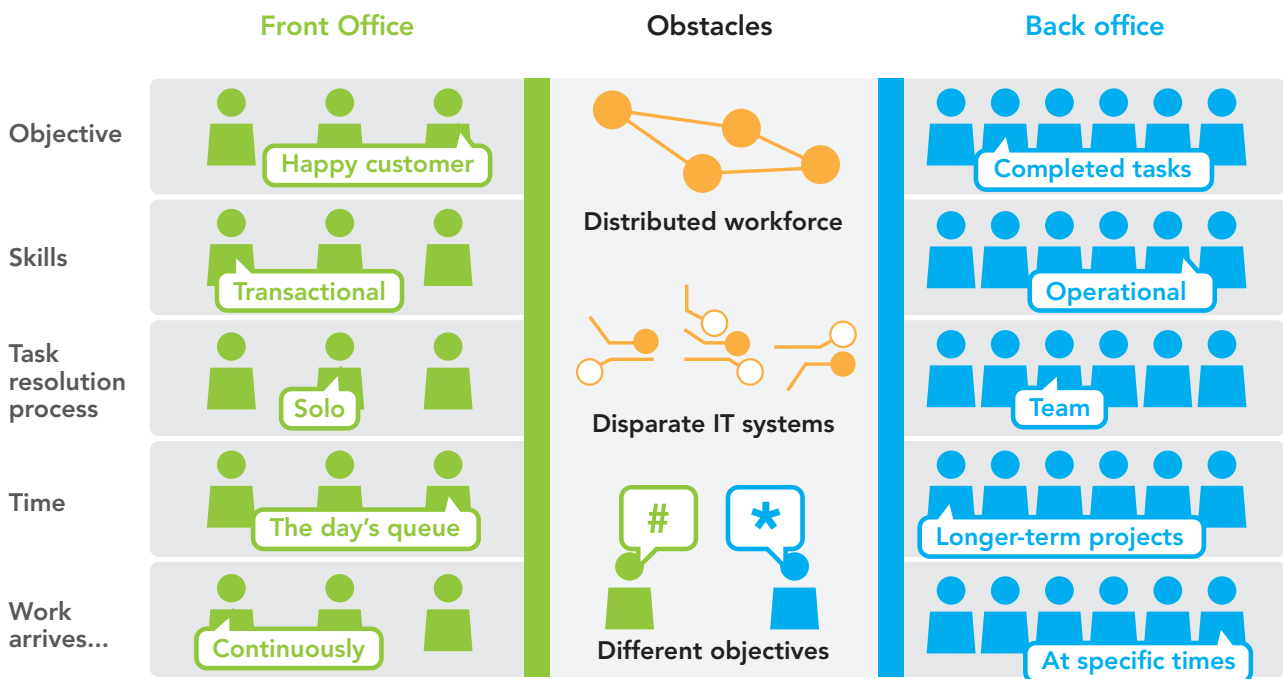 Front Office
Obstacles
Back office
Objective
Happy customer
Distributed workforce
Completed tasks
Skills
Transactional
Operational
Task
resolution
process
Solo
Disparate IT systems
Team
Time
The day's queue
#
*
Longer-term projects
Work
arrives...
Continuously
Different objectives
At specific times